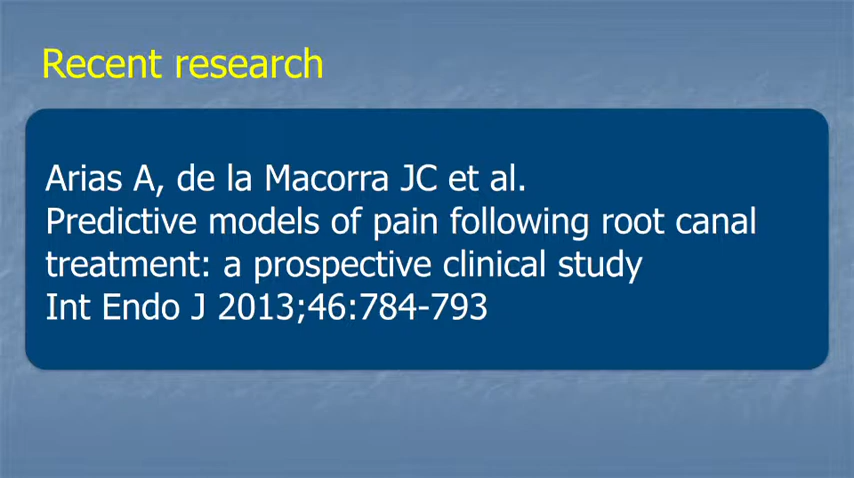 Recent research
Arias A, de la Macorra JC et al.
Predictive models of pain following root canal
treatment: a prospective clinical study
Int Endo J 2013;46:784-793